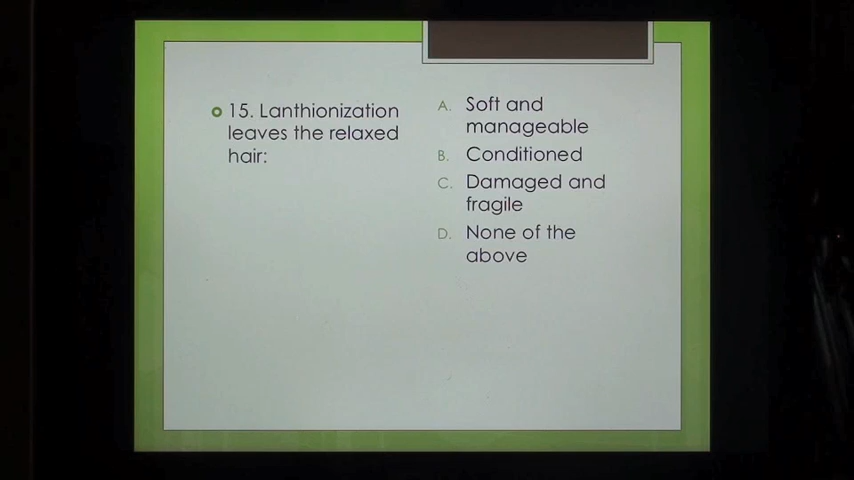 15. Lanthionization
leaves the relaxed
hair:
A. Soft and
manageable
B. Conditioned
C. Damaged and
fragile
D. None of the
above